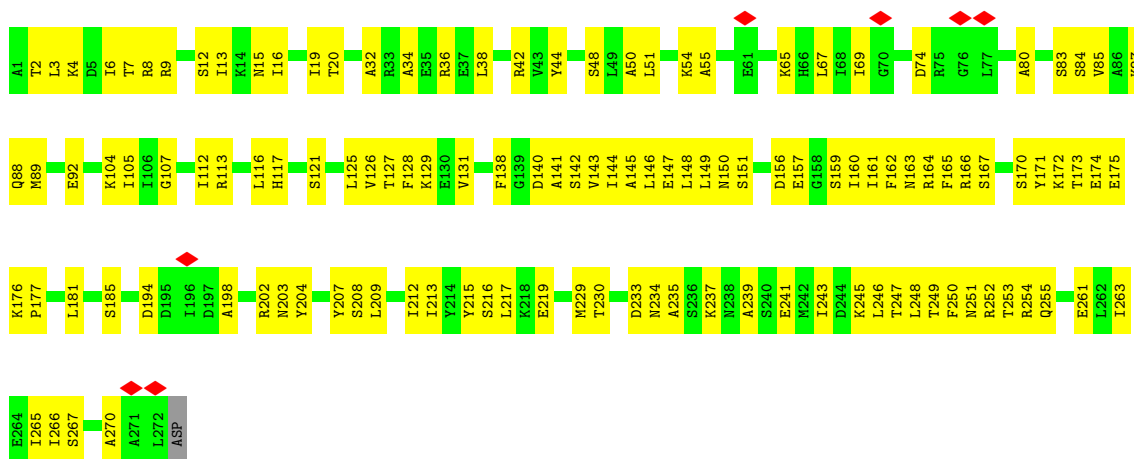 A1 T2 L3 K4 D5 I6 T7 R8 R9 S12 I13 K14 N15 I16 I19 T20 A32 R33 A34 E35 R36 E37 L38 R42 V43 Y44 S48 L49 A50 L51 K54 A55 E61 K65 H66 L67 I68 I69 G70 D74 R75 G76 L77 A80 S83 S84 V85 A86
Q88 M89 E92 K104 I105 I106 G107 I112 R113 L116 H117 S121 L125 V126 T127 F128 K129 E130 V131 F138 G139 D140 A141 S142 V143 I144 A145 L146 E147 L148 L149 N150 S151 D156 E157 G158 S159 I160 I161 F162 N163 R164 F165 R166 S167 S170 Y171 K172 T173 E174 E175
K176 P177 L181 S185 D194 D195 I196 D197 A198 R202 N203 Y204 Y207 S208 L209 I212 I213 Y214 Y215 S216 L217 K218 E219 M229 T230 D233 N234 A235 S236 K237 N238 A239 S240 E241 M242 I243 D244 K245 L246 T247 L248 T249 F250 N251 R252 T253 R254 Q255 E261 L262 I263
E264 I265 I266 S267 A270 A271 L272 ASP